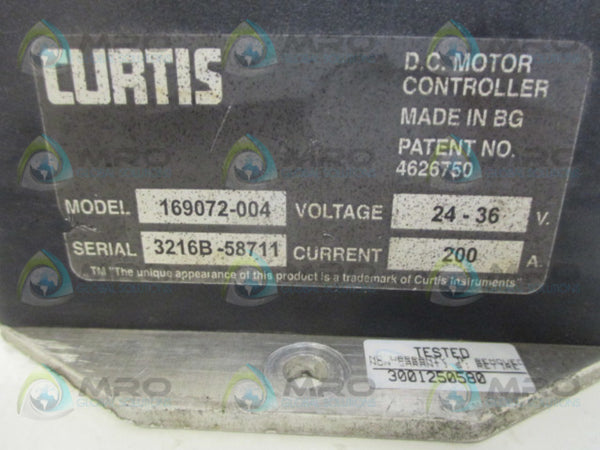 CURTIS
D.C. MOTOR
CONTROLLER
MADE IN BG
PATENT NO.
4626750
MODEL 169072-004 VOLTAGE 24 - 36 V.
SERIAL 3216B-58711 CURRENT 200 A.
TM "The unique appearance of this product is a trademark of Curtis Instruments"
TESTED
3001250580
MRO